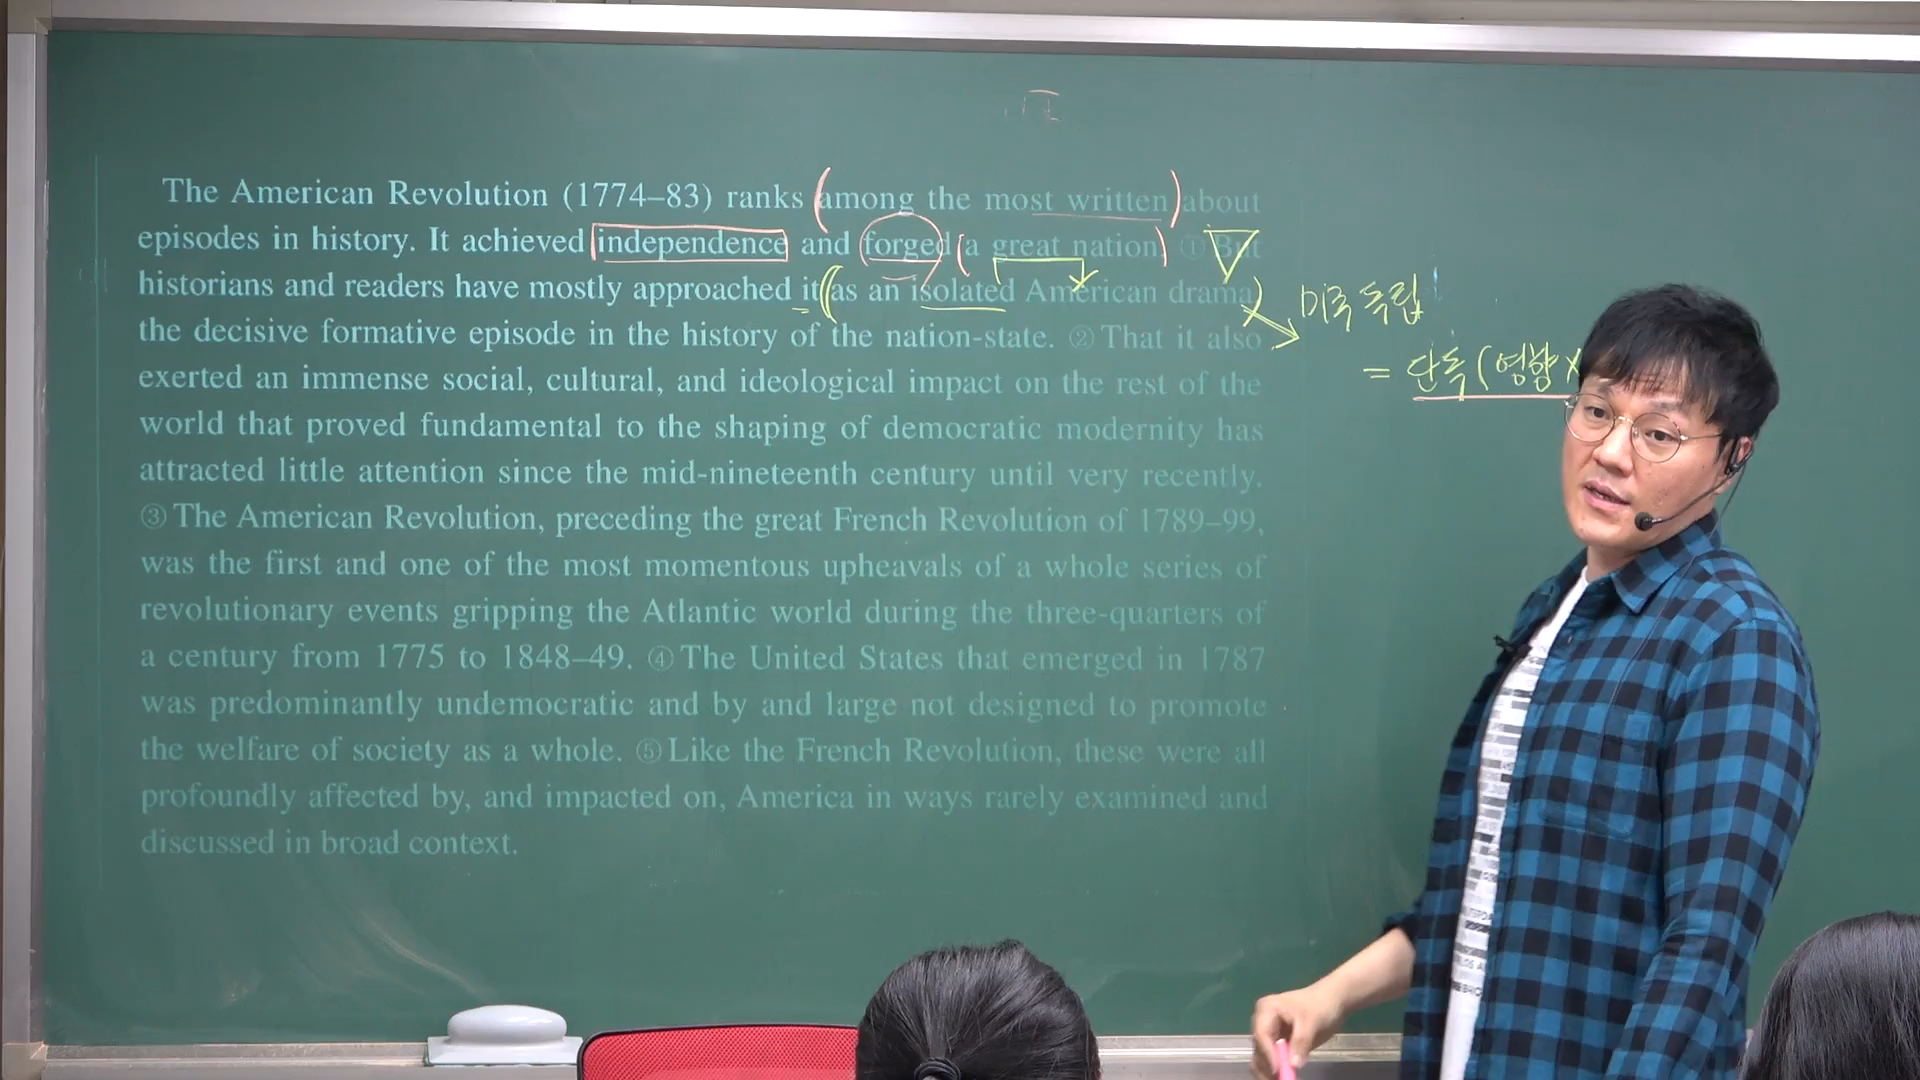 The American Revolution (1774–83) ranks among the most written about
episodes in history. It achieved independence and forged a great nation. ① But
historians and readers have mostly approached it as an isolated American drama,
the decisive formative episode in the history of the nation-state. ② That it also
exerted an immense social, cultural, and ideological impact on the rest of the
world that proved fundamental to the shaping of democratic modernity has
attracted little attention since the mid-nineteenth century until very recently.
③ The American Revolution, preceding the great French Revolution of 1789–99,
was the first and one of the most momentous upheavals of a whole series of
revolutionary events gripping the Atlantic world during the three-quarters of
a century from 1775 to 1848–49. ④ The United States that emerged in 1787
was predominantly undemocratic and by and large not designed to promote
the welfare of society as a whole. ⑤ Like the French Revolution, these were all
profoundly affected by, and impacted on, America in ways rarely examined and
discussed in broad context.
미국 독립
= 단독 (영향 X